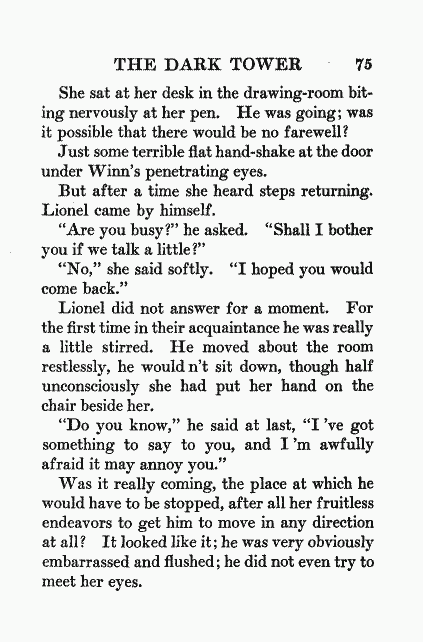 THE DARK TOWER 75
She sat at her desk in the drawing-room bit-
ing nervously at her pen. He was going; was
it possible that there would be no farewell?
Just some terrible flat hand-shake at the door
under Winn's penetrating eyes.
But after a time she heard steps returning.
Lionel came by himself.
"Are you busy?" he asked. "Shall I bother
you if we talk a little?"
"No," she said softly. "I hoped you would
come back."
Lionel did not answer for a moment. For
the first time in their acquaintance he was really
a little stirred. He moved about the room
restlessly, he would n't sit down, though half
unconsciously she had put her hand on the
chair beside her.
"Do you know," he said at last, "I 've got
something to say to you, and I 'm awfully
afraid it may annoy you."
Was it really coming, the place at which he
would have to be stopped, after all her fruitless
endeavors to get him to move in any direction
at all? It looked like it; he was very obviously
embarrassed and flushed; he did not even try to
meet her eyes.